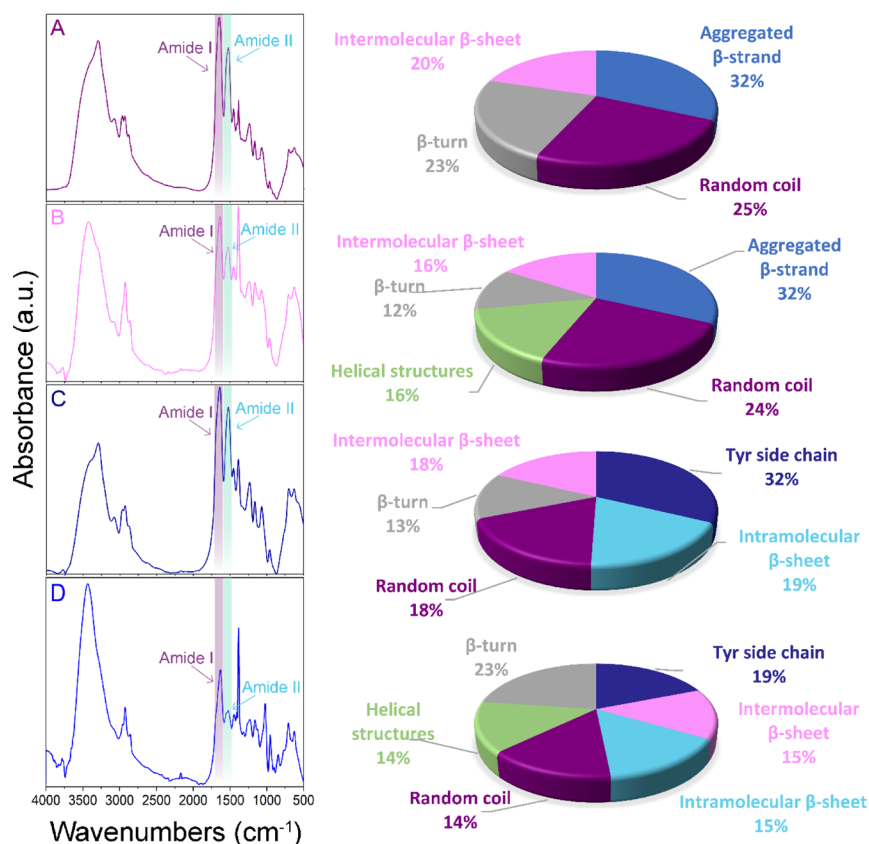 A
Amide I
Amide II
Intermolecular β-sheet
20%
Aggregated
β-strand
32%
β-turn
23%
Random coil
25%
B
Amide I
Amide II
Intermolecular β-sheet
16%
Aggregated
β-strand
32%
β-turn
12%
Helical structures
16%
Random coil
24%
C
Amide I
Amide II
Intermolecular β-sheet
18%
Tyr side chain
32%
β-turn
13%
Intramolecular
β-sheet
19%
Random coil
18%
D
Amide I
Amide II
β-turn
23%
Tyr side chain
19%
Helical
structures
14%
Intermolecular
β-sheet
15%
Random coil
14%
Intramolecular β-sheet
15%
Absorbance (a.u.)
4000 3500 3000 2500 2000 1500 1000 500
Wavenumbers (cm⁻¹)